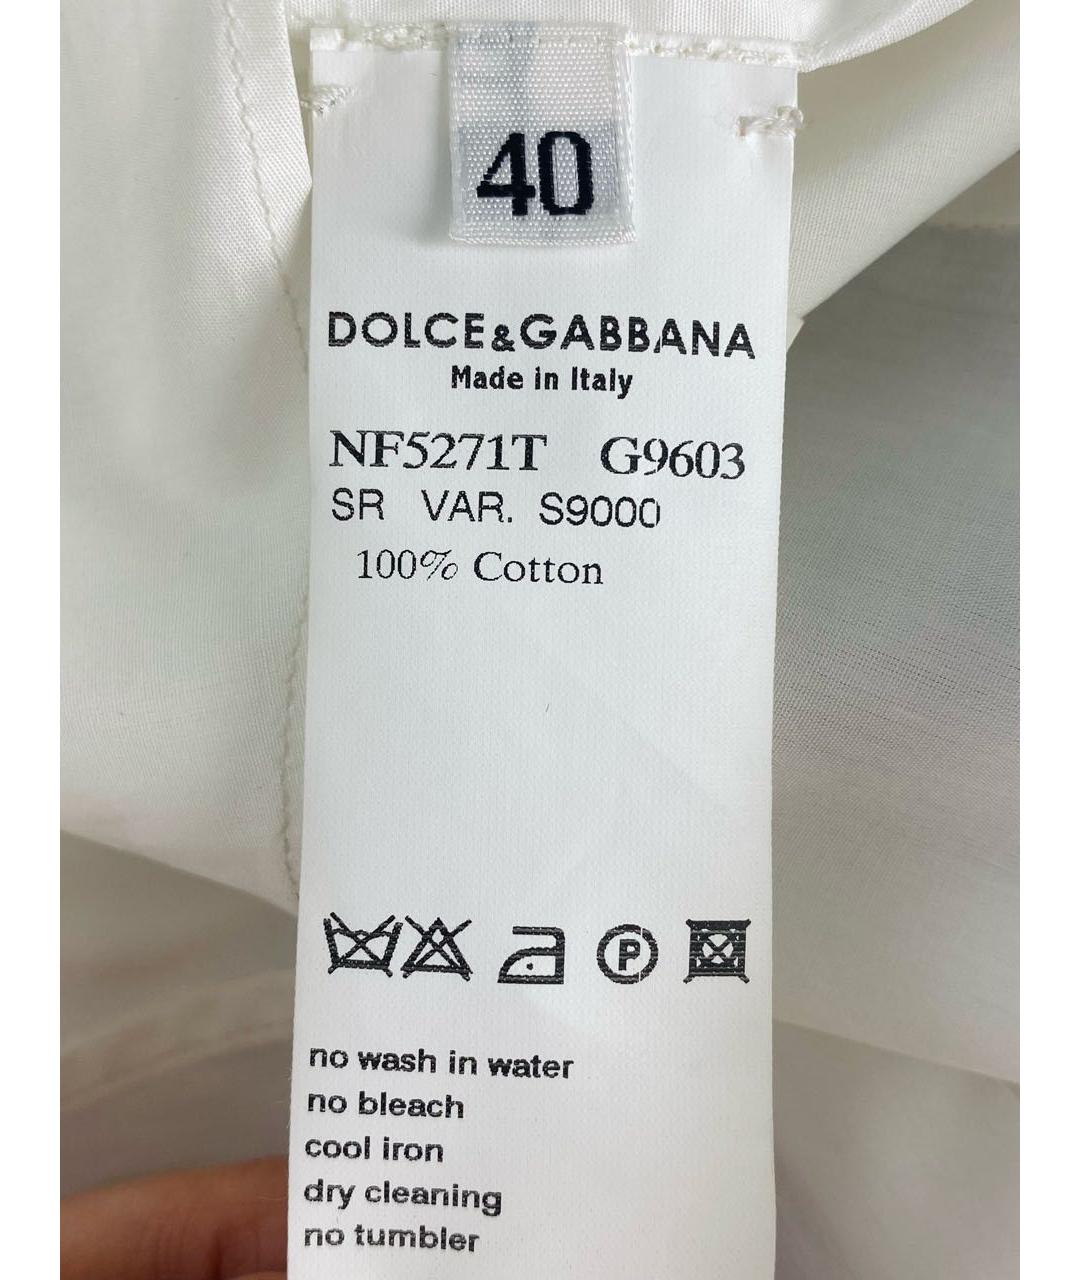 40
DOLCE&GABBANA
Made in Italy
NF5271T G9603
SR VAR. S9000
100% Cotton
P
no wash in water
no bleach
cool iron
dry cleaning
no tumbler